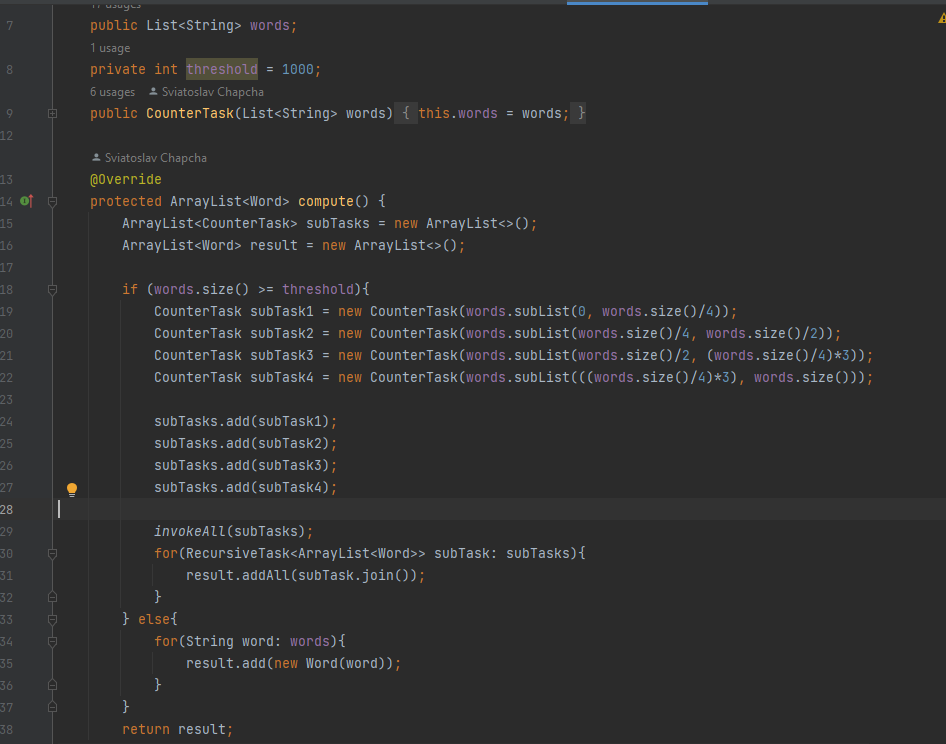 17 usages
7 public List<String> words;
1 usage
8 private int threshold = 1000;
6 usages Sviatoslav Chapcha
9 public CounterTask(List<String> words) { this.words = words; }
12
Sviatoslav Chapcha
13 @Override
14 protected ArrayList<Word> compute() {
15 ArrayList<CounterTask> subTasks = new ArrayList<>();
16 ArrayList<Word> result = new ArrayList<>();
17
18 if (words.size() >= threshold){
19 CounterTask subTask1 = new CounterTask(words.subList(0, words.size()/4));
20 CounterTask subTask2 = new CounterTask(words.subList(words.size()/4, words.size()/2));
21 CounterTask subTask3 = new CounterTask(words.subList(words.size()/2, (words.size()/4)*3));
22 CounterTask subTask4 = new CounterTask(words.subList(((words.size()/4)*3), words.size()));
23
24 subTasks.add(subTask1);
25 subTasks.add(subTask2);
26 subTasks.add(subTask3);
27 subTasks.add(subTask4);
28
29 invokeAll(subTasks);
30 for(RecursiveTask<ArrayList<Word>> subTask: subTasks){
31 result.addAll(subTask.join());
32 }
33 } else{
34 for(String word: words){
35 result.add(new Word(word));
36 }
37 }
38 return result;